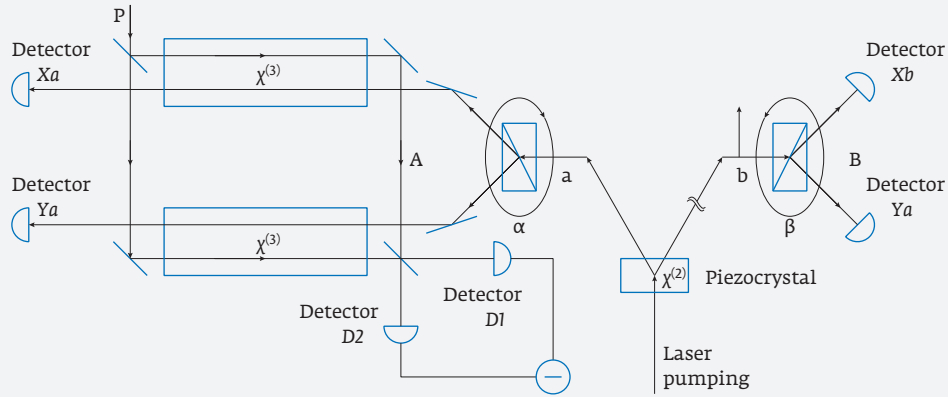 P
Detector
Xa
χ(3)
Detector
Xb
A
a
b
B
Detector
Ya
α
β
Detector
Ya
χ(3)
χ(2)
Piezocrystal
Detector
D1
Detector
D2
Laser
pumping